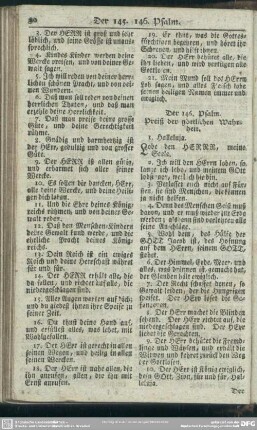 80
Der 145. 146. Psalm.
3. Der HERR ist groß und sehr
löblich, und seine Grösse ist unaus-
sprechlich.
4. Kindes Kinder werden deine
Wercke preisen, und von deiner Ge-
walt sagen.
5. Ich will reden von deiner herr-
lichen schönen Pracht, und von dei-
nen Wundern.
6. Daß man soll reden von deinen
herrlichen Thaten, und daß man
erzehle deine Herrlichkeit.
7. Daß man preise deine grosse
Güte, und deine Gerechtigkeit
rühme.
8. Gnädig und barmhertzig ist
der HErr, geduldig und von grosser
Güte.
9. Der HERR ist allen gütig,
und erbarmet sich aller seiner
Wercke.
10. Es sollen dir dancken, HErr,
alle deine Wercke, und deine Heili-
gen dich loben.
11. Und die Ehre deines König-
reichs rühmen, und von deiner Ge-
walt reden.
12. Daß den Menschen-Kindern
deine Gewalt kund werde, und die
ehrliche Pracht deines König-
reichs.
13. Dein Reich ist ein ewiges
Reich und deine Herrschaft währet
für und für.
14. Der HERR erhält alle, die
da fallen, und richtet auf alle, die
niedergeschlagen sind.
15. Aller Augen warten auf dich,
und du giebest ihnen ihre Speise zu
seiner Zeit.
16. Du thust deine Hand auf,
und erfüllest alles, was lebet, mit
Wohlgefallen.
17. Der HErr ist gerecht in allen
seinen Wegen, und heilig in allen
seinen Wercken.
18. Der HErr ist nahe allen, die
ihn anruffen, allen, die ihn mit
Ernst anruffen.
19. Er thut, was die Gottes-
fürchtigen begehren, und höret ihr
Schreyen und hilft ihnen.
20. Der HErr behütet alle, die
ihn lieben, und wird vertilgen alle
Gottlosen.
21. Mein Mund soll des HErrn
Lob sagen, und alles Fleisch lobe
seinen heiligen Namen immer und
ewiglich.
Der 146. Psalm.
Preiß der göttlichen Wahr-
heit.
1. Halleluja.
Lobe den HERRN, meine
Seele.
2. Ich will den HErrn loben, so
lang ich lebe, und meinem GOtt
lobsingen, weil ich hie bin.
3. Verlasset euch nicht auf Für-
sten, sie sind Menschen, die können
ja nicht helfen.
4. Denn des Menschen Geist muß
davon, und er muß wieder zur
Erden werden,
5. Wohl dem, des Hülffe der
GOTT Jacob ist, deß Hoffnung
auf dem HErrn, seinem GOTT,
stehet.
6. Der Himmel, Erde, Meer, und
alles, was drinnen ist, gemacht hat,
der Glauben hält ewiglich.
7. Der Recht schaffet denen, so
Gewalt leiden, der die Hungrigen
speiset. Der HErr löset die Ge-
fangenen.
8. Der HErr machet die Blinden
sehend. Der HErr richtet auf, die
niedergeschlagen sind. Der HErr
liebet die Gerechten.
9. Der HErr behütet die Fremd-
linge und Wäysen, und erhält die
Wittwen, und kehret zurück den Weg
der Gottlosen.
10. Der HErr ist König ewiglich,
dein GOtt, Zion, für und für, Hal-
leluja.
Der